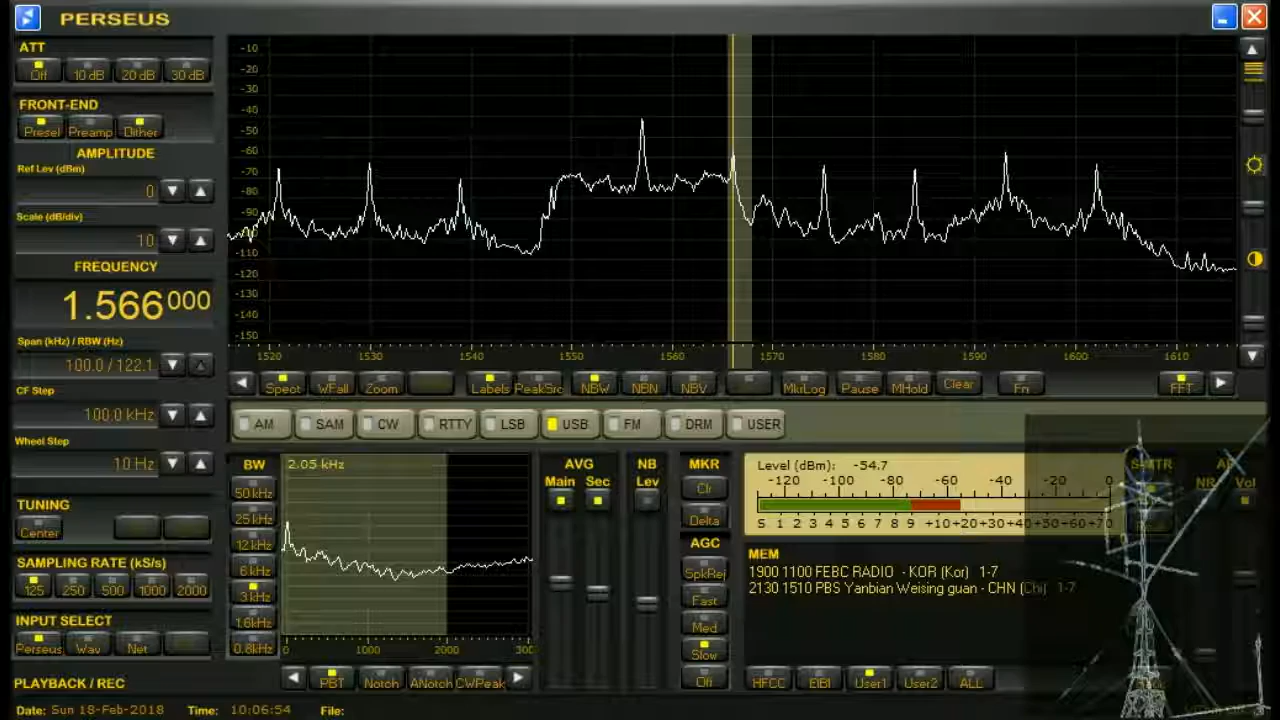 PERSEUS
ATT
Off 10 dB 20 dB 30 dB
FRONT-END
Presel Preamp Dither
AMPLITUDE
Ref Lev (dBm)
0
Scale (dB/div)
10
FREQUENCY
1.566 000
Span (kHz) / RBW (Hz)
100.0 / 122.1
CF Step
100.0 kHz
Wheel Step
10 Hz
TUNING
Center
SAMPLING RATE (kS/s)
125 250 500 1000 2000
INPUT SELECT
Perseus Wav Net
PLAYBACK / REC
-10
-20
-30
-40
-50
-60
-70
-80
-90
-100
-110
-120
-130
-140
-150
1520 1530 1540 1550 1560 1570 1580 1590 1600 1610
Spect WFall Zoom Labels PeakSrc NBW NBN NBV MkrLog Pause MHold Clear Fn FFT
AM SAM CW RTTY LSB USB FM DRM USER
BW
50 kHz
25 kHz
12 kHz
6 kHz
3 kHz
1.6kHz
0.8kHz
2.05 kHz
0 1000 2000 300
PBT Notch ANotch CWPeak
AVG
Main Sec
NB
Lev
MKR
Clr
Delta
AGC
SpkRej
Fast
Med
Slow
Off
Level (dBm): -54.7
-120 -100 -80 -60 -40 -20 0
S 1 2 3 4 5 6 7 8 9 +10 +20 +30 +40 +50 +60 +70
S-MTR
NR
Vol
MEM
1900 1100 FEBC RADIO - KOR (Kor) 1-7
2130 1510 PBS Yanbian Weising guan - CHN (Chi) 1-7
HFCC EIBI User1 User2 ALL
Date: Sun 18-Feb-2018 Time: 10:06:54 File: